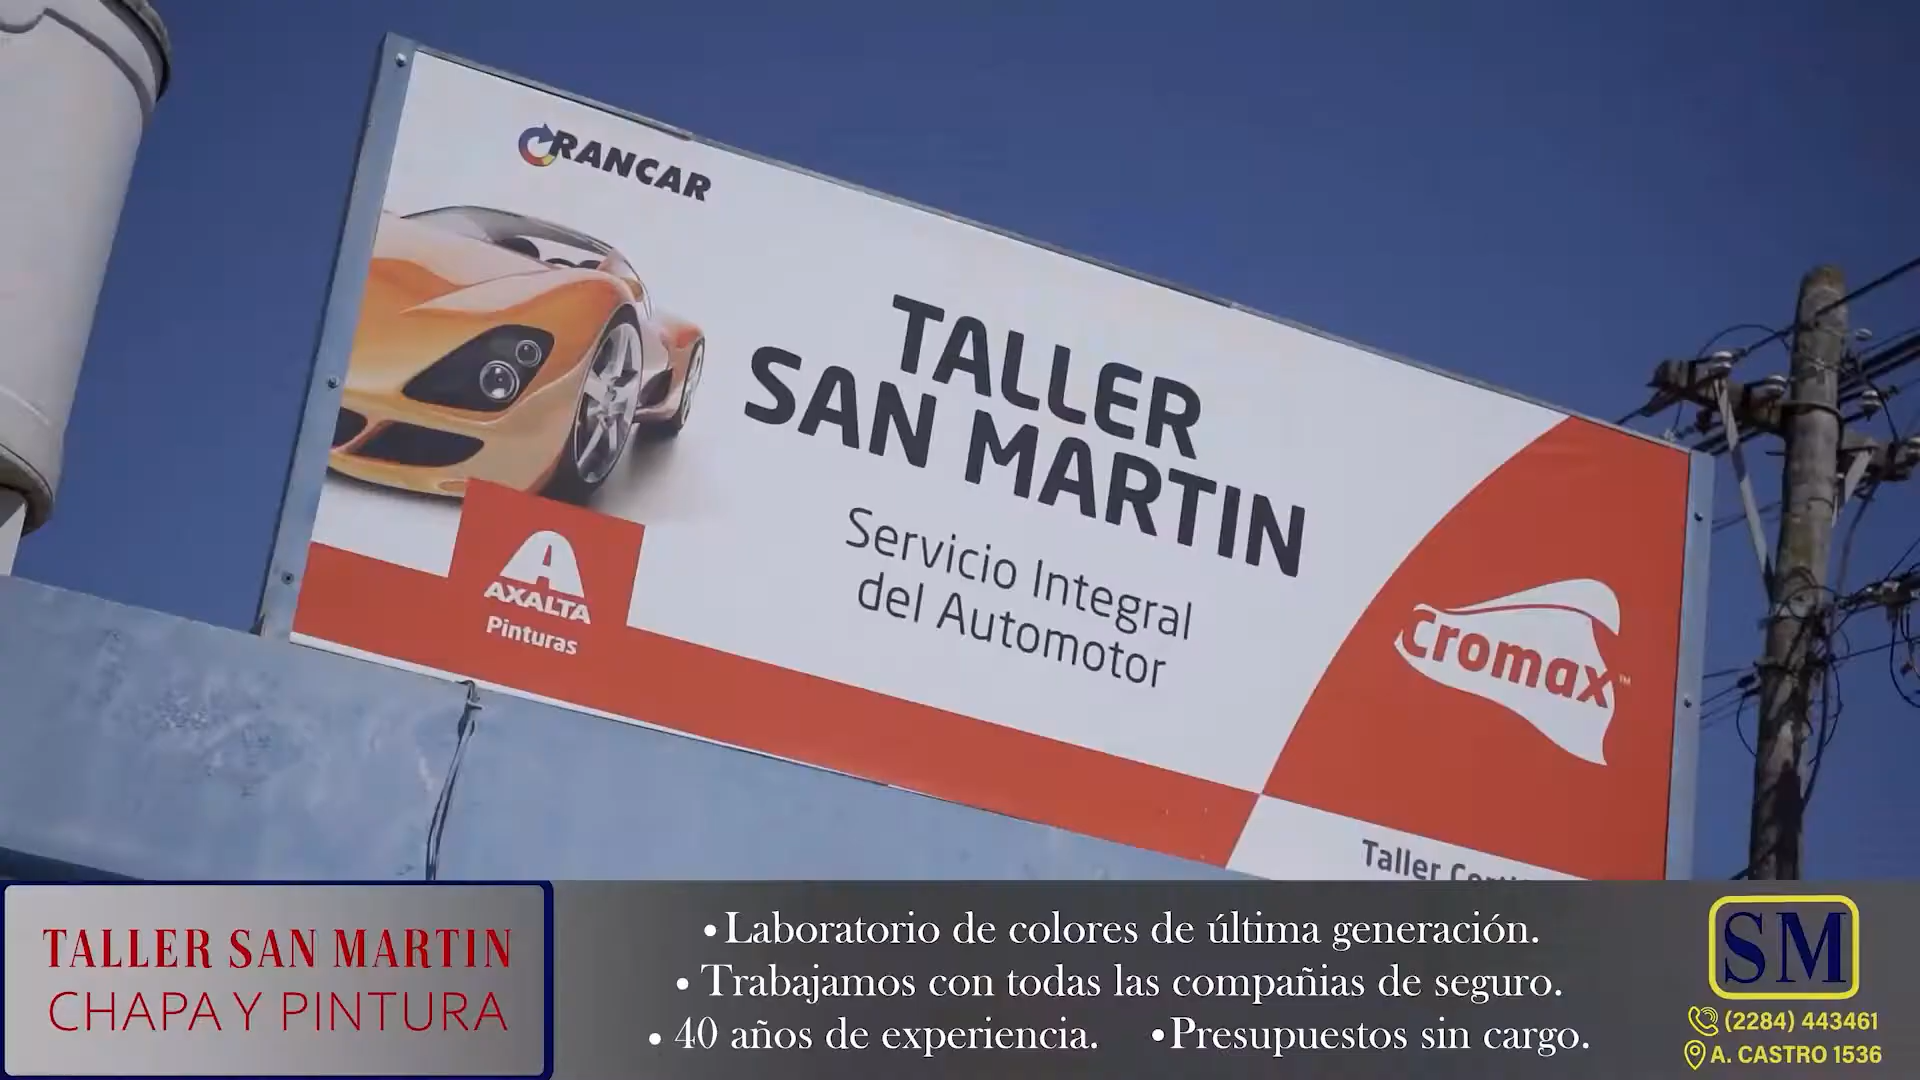 CRANCAR
TALLER
SAN MARTIN
Servicio Integral
del Automotor
AXALTA
Pinturas
cromax™
Taller
TALLER SAN MARTIN
CHAPA Y PINTURA
•Laboratorio de colores de última generación.
• Trabajamos con todas las compañias de seguro.
• 40 años de experiencia. •Presupuestos sin cargo.
SM
(2284) 443461
A. CASTRO 1536